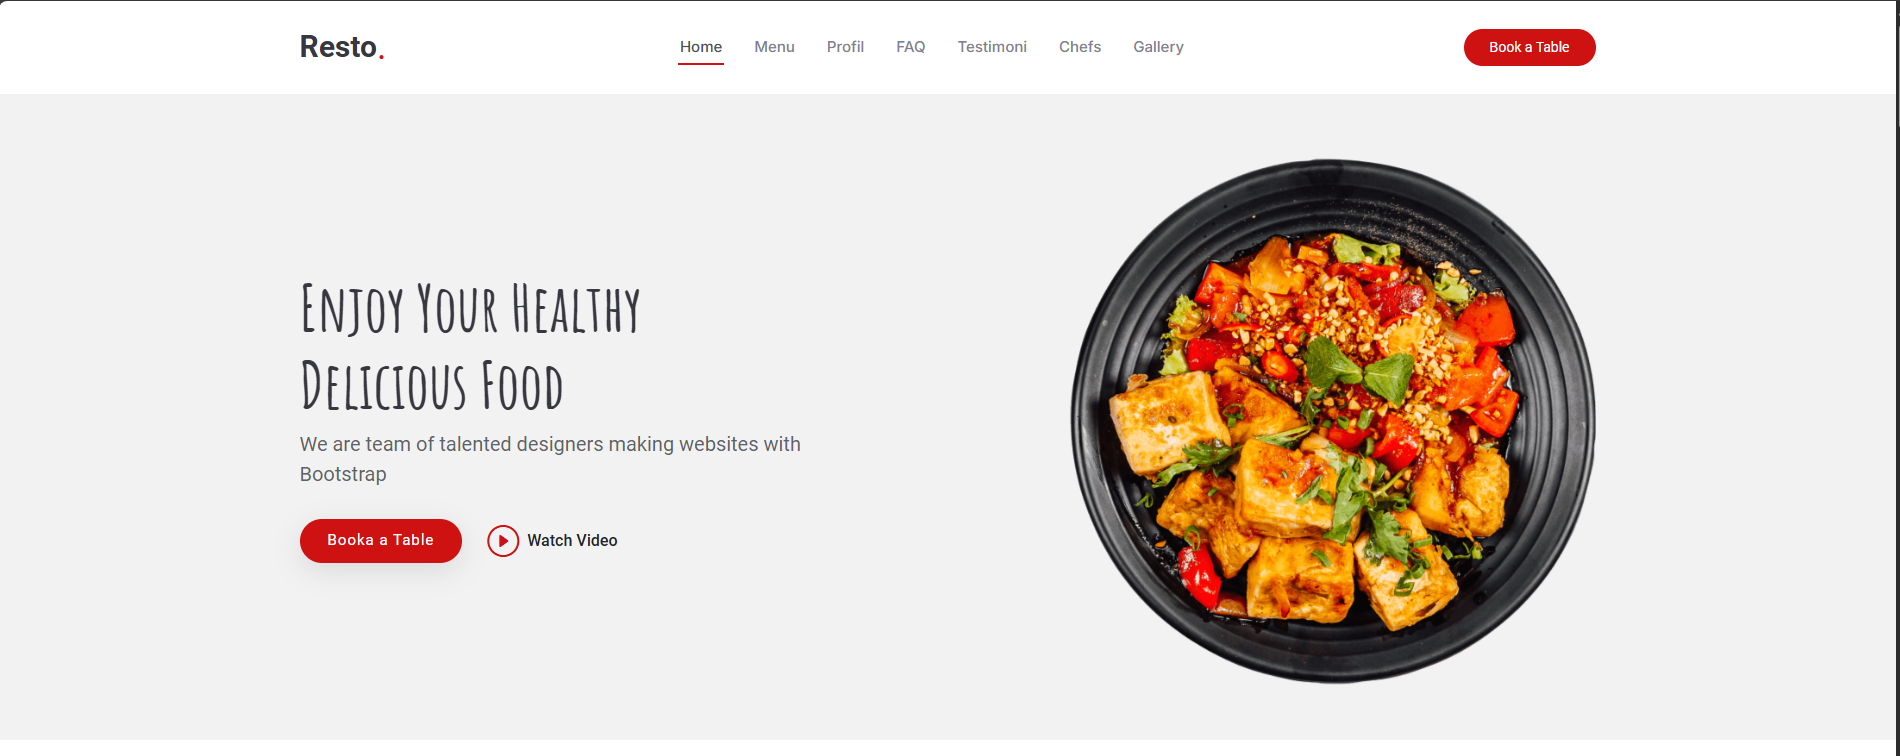 Resto.
Home Menu Profil FAQ Testimoni Chefs Gallery
Book a Table
Enjoy Your Healthy
Delicious Food
We are team of talented designers making websites with
Bootstrap
Booka a Table
Watch Video